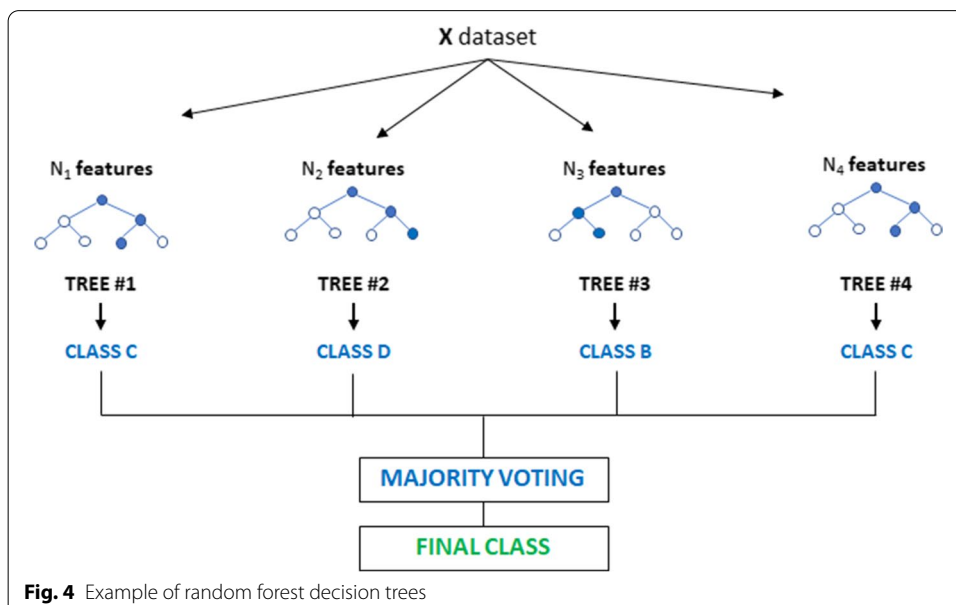 X dataset
N₁ features
N₂ features
N₃ features
N₄ features
TREE #1
TREE #2
TREE #3
TREE #4
CLASS C
CLASS D
CLASS B
CLASS C
MAJORITY VOTING
FINAL CLASS
Fig. 4 Example of random forest decision trees